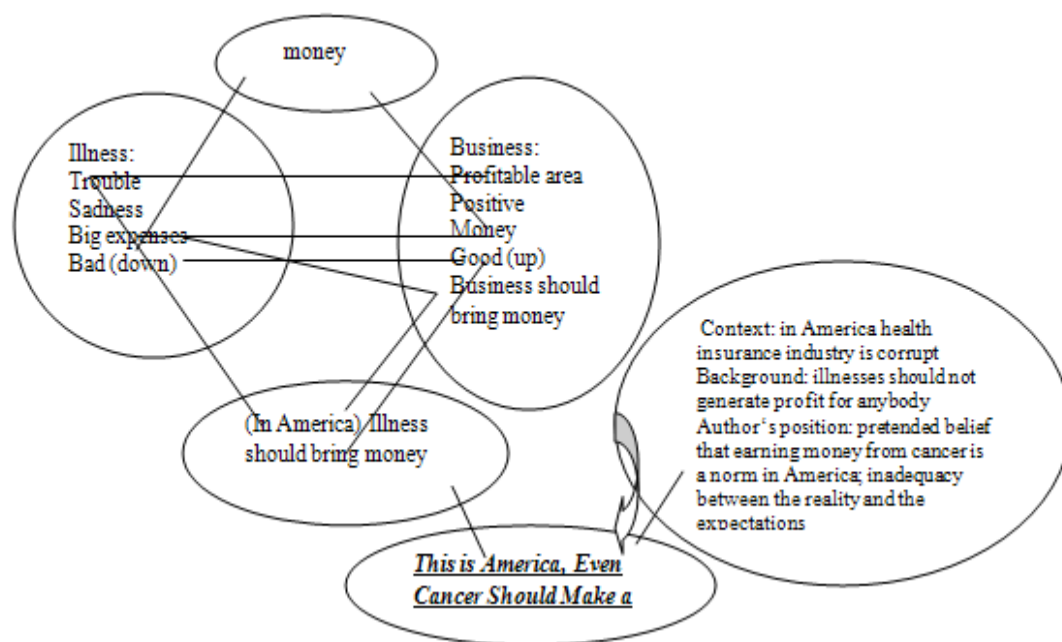 money
Illness:
Trouble
Sadness
Big expenses
Bad (down)
Business:
Profitable area
Positive
Money
Good (up)
Business should
bring money
(In America) Illness
should bring money
Context: in America health
insurance industry is corrupt
Background: illnesses should not
generate profit for anybody
Author‘s position: pretended belief
that earning money from cancer is
a norm in America; inadequacy
between the reality and the
expectations
This is America, Even
Cancer Should Make a